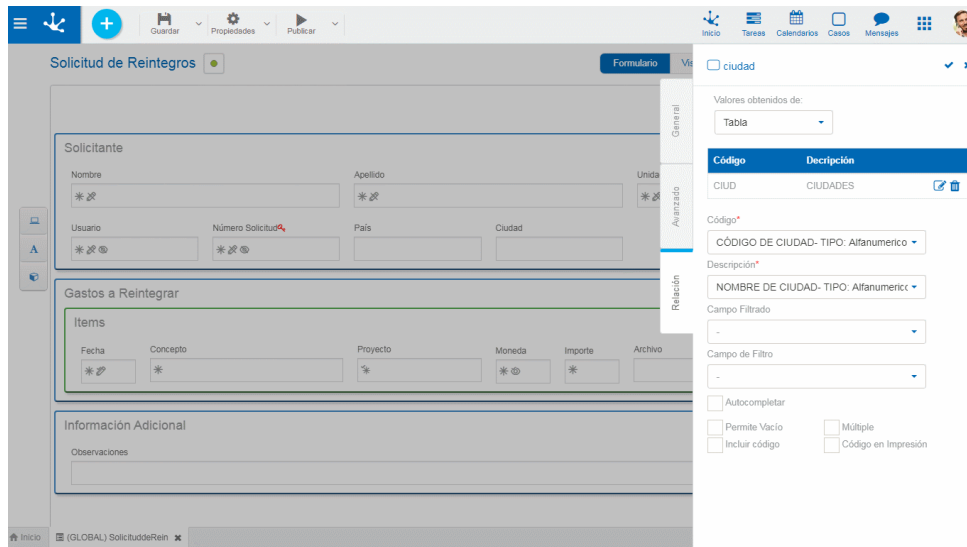 Guardar
Propiedades
Publicar
Inicio
Tareas
Calendarios
Casos
Mensajes
Solicitud de Reintegros
Formulario
Solicitante
Nombre
Apellido
Usuario
Número Solicitud
País
Ciudad
Gastos a Reintegrar
Items
Fecha
Concepto
Proyecto
Moneda
Importe
Archivo
Información Adicional
Observaciones
General
Avanzado
Relación
ciudad
Valores obtenidos de:
Tabla
Código Decripción
CIUD CIUDADES
Código*
CÓDIGO DE CIUDAD- TIPO: Alfanumerico
Descripción*
NOMBRE DE CIUDAD- TIPO: Alfanumeric
Campo Filtrado
-
Campo de Filtro
-
Autocompletar
Permite Vacío Múltiple
Incluir código Código en Impresión
Inicio
(GLOBAL) SolicituddeRein